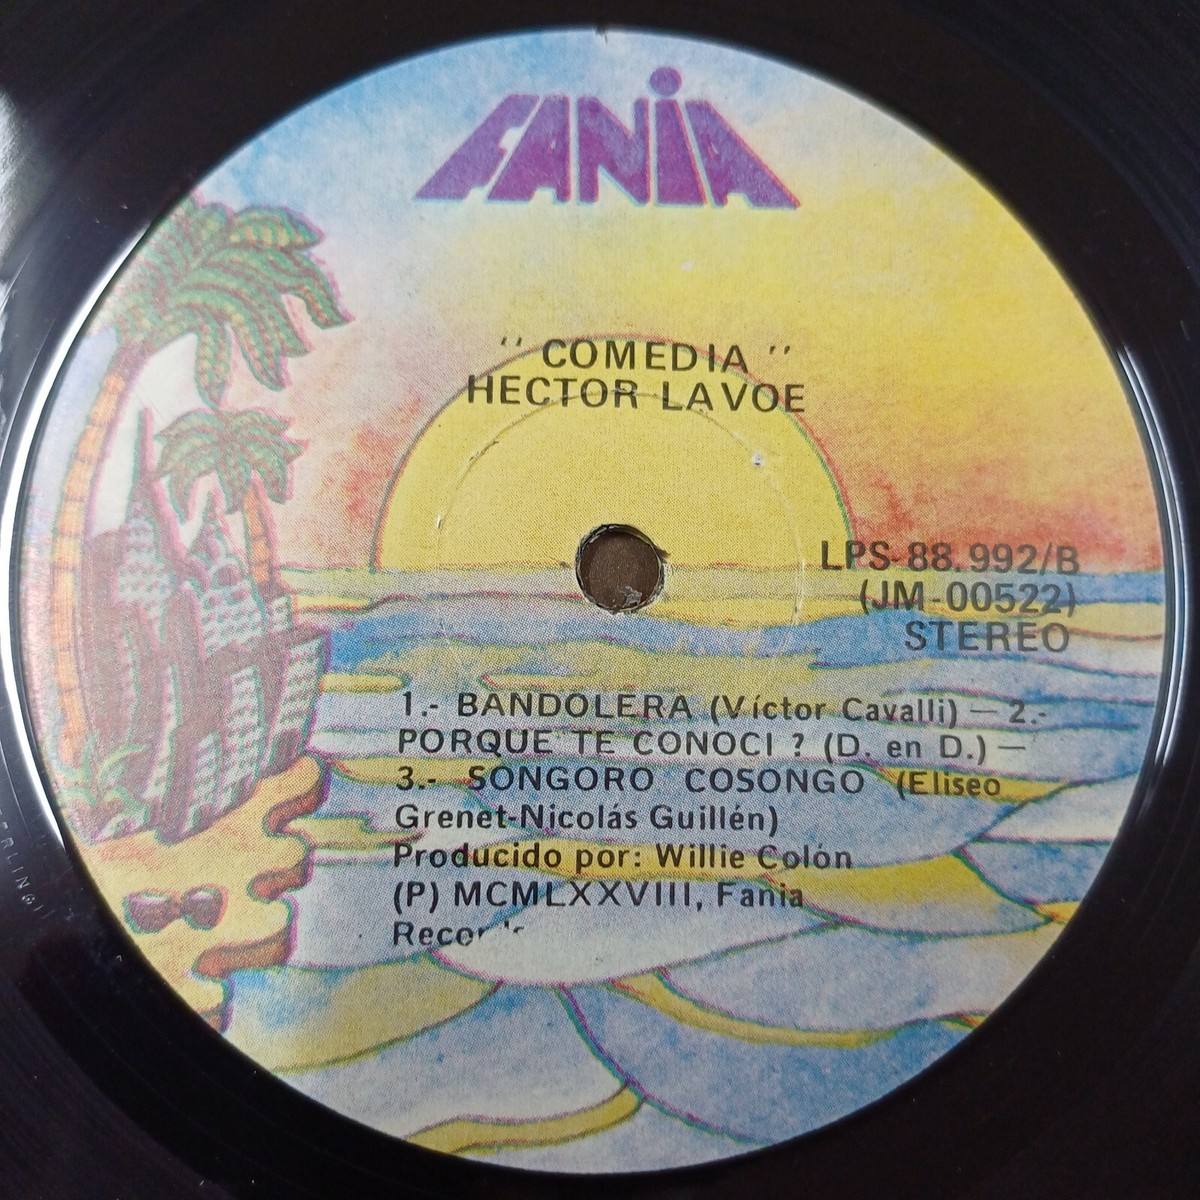 FANIA
" COMEDIA "
HECTOR LAVOE
LPS-88.992/B
(JM-00522)
STEREO
1.- BANDOLERA (Víctor Cavalli) — 2.-
PORQUE TE CONOCI ? (D. en D.) —
3.- SONGORO COSONGO (Eliseo
Grenet-Nicolás Guillén)
Producido por: Willie Colón
(P) MCMLXXVIII, Fania